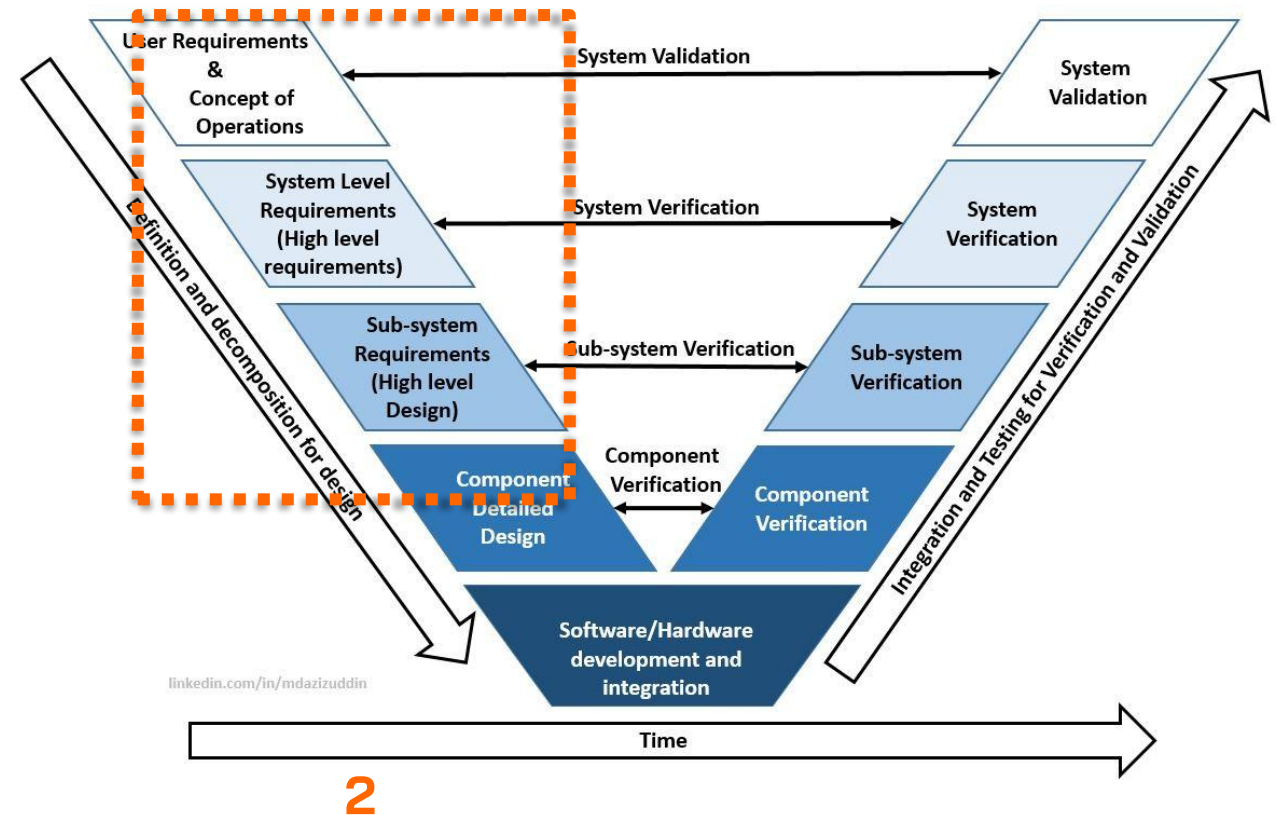 User Requirements
&
Concept of
Operations
System Validation
System
Validation
System Level
Requirements
(High level
requirements)
System Verification
System
Verification
Sub-system
Requirements
(High level
Design)
Sub-system Verification
Sub-system
Verification
Component
Detailed
Design
Component
Verification
Component
Verification
Software/Hardware
development and
integration
Definition and decomposition for design
Integration and Testing for Verification and Validation
linkedin.com/in/mdazizuddin
Time
2